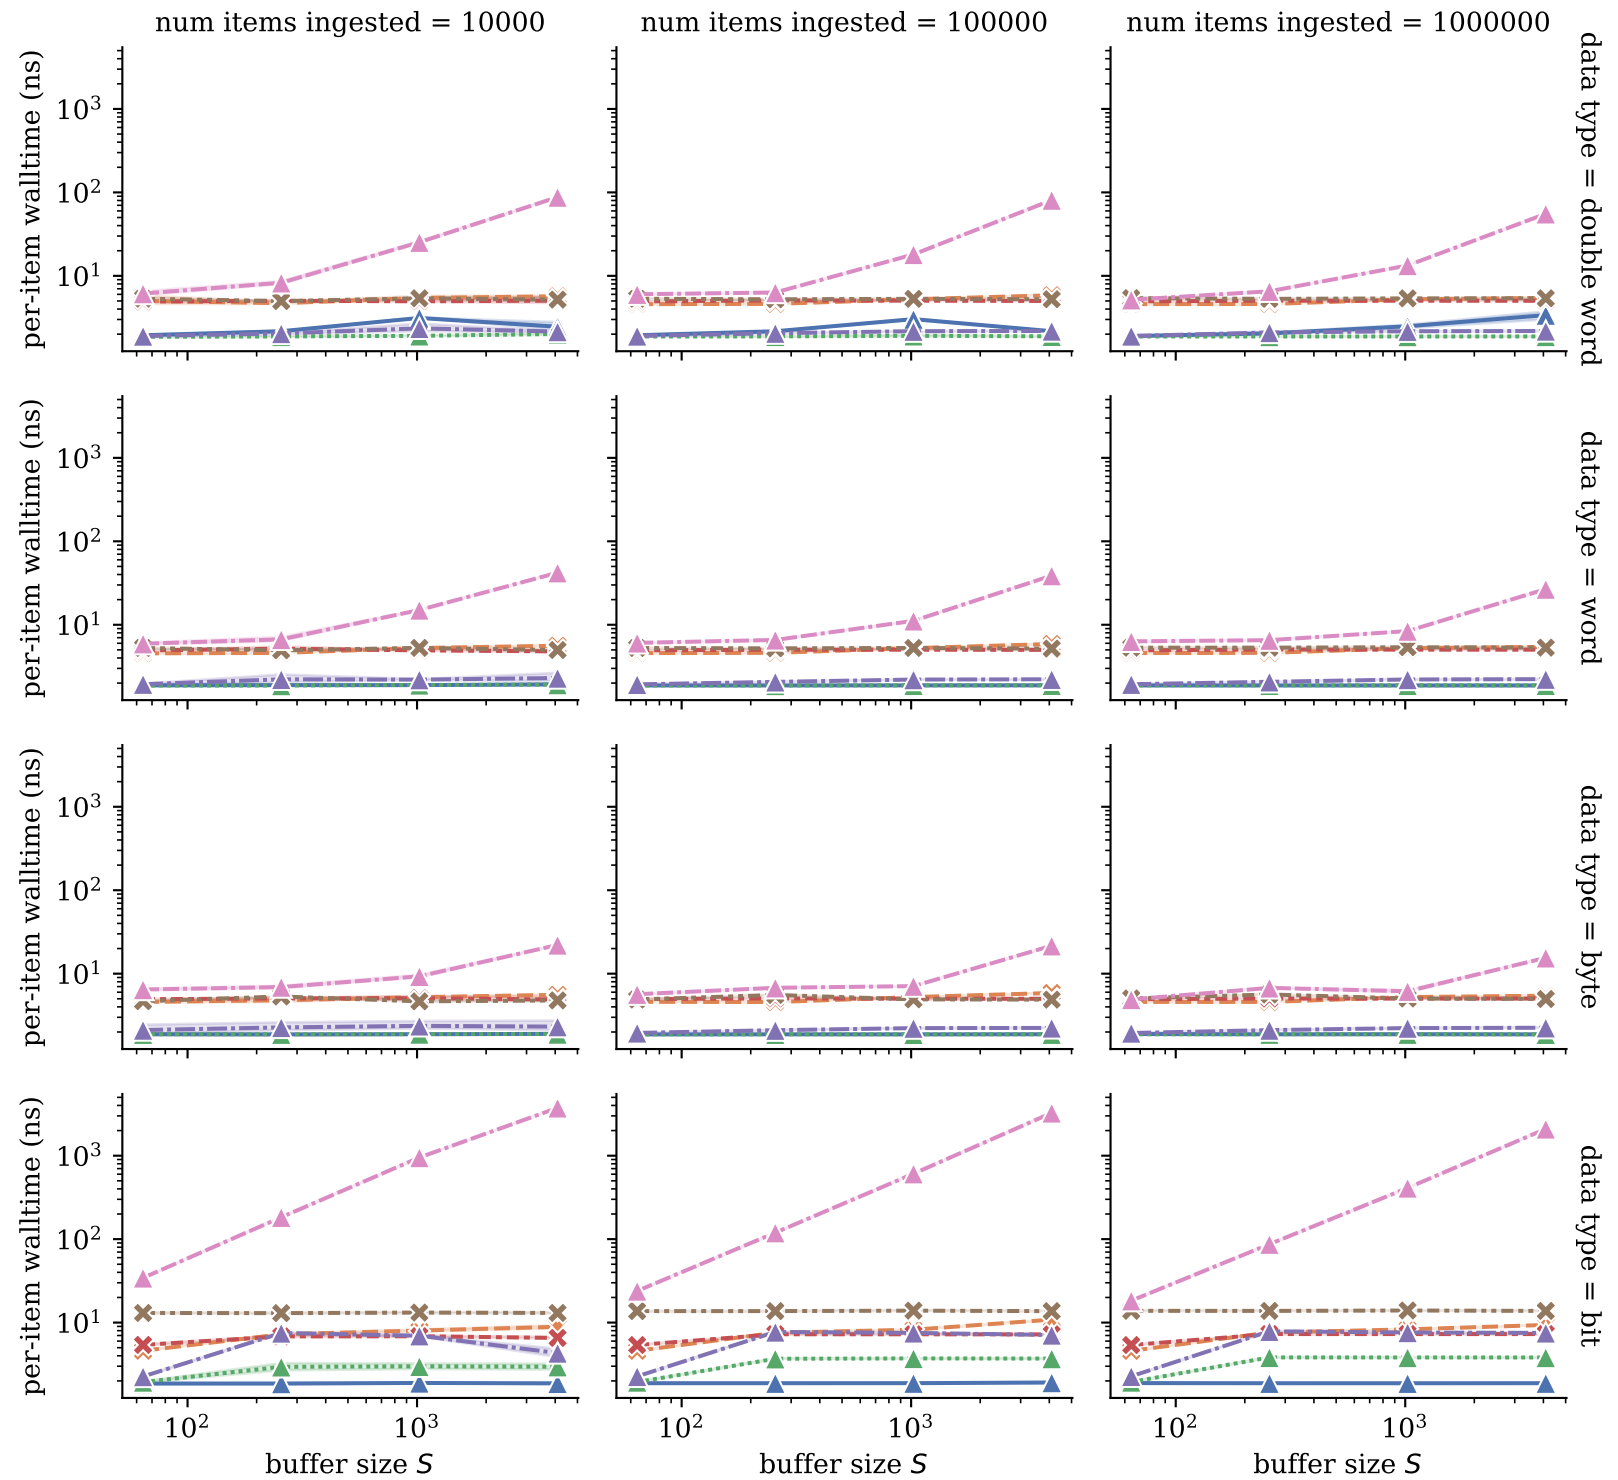 num items ingested = 10000
num items ingested = 100000
num items ingested = 1000000
per-item walltime (ns)
10³
10²
10¹
data type = double word
per-item walltime (ns)
10³
10²
10¹
data type = word
per-item walltime (ns)
10³
10²
10¹
data type = byte
per-item walltime (ns)
10³
10²
10¹
data type = bit
10² 10³
10² 10³
10² 10³
buffer size S
buffer size S
buffer size S